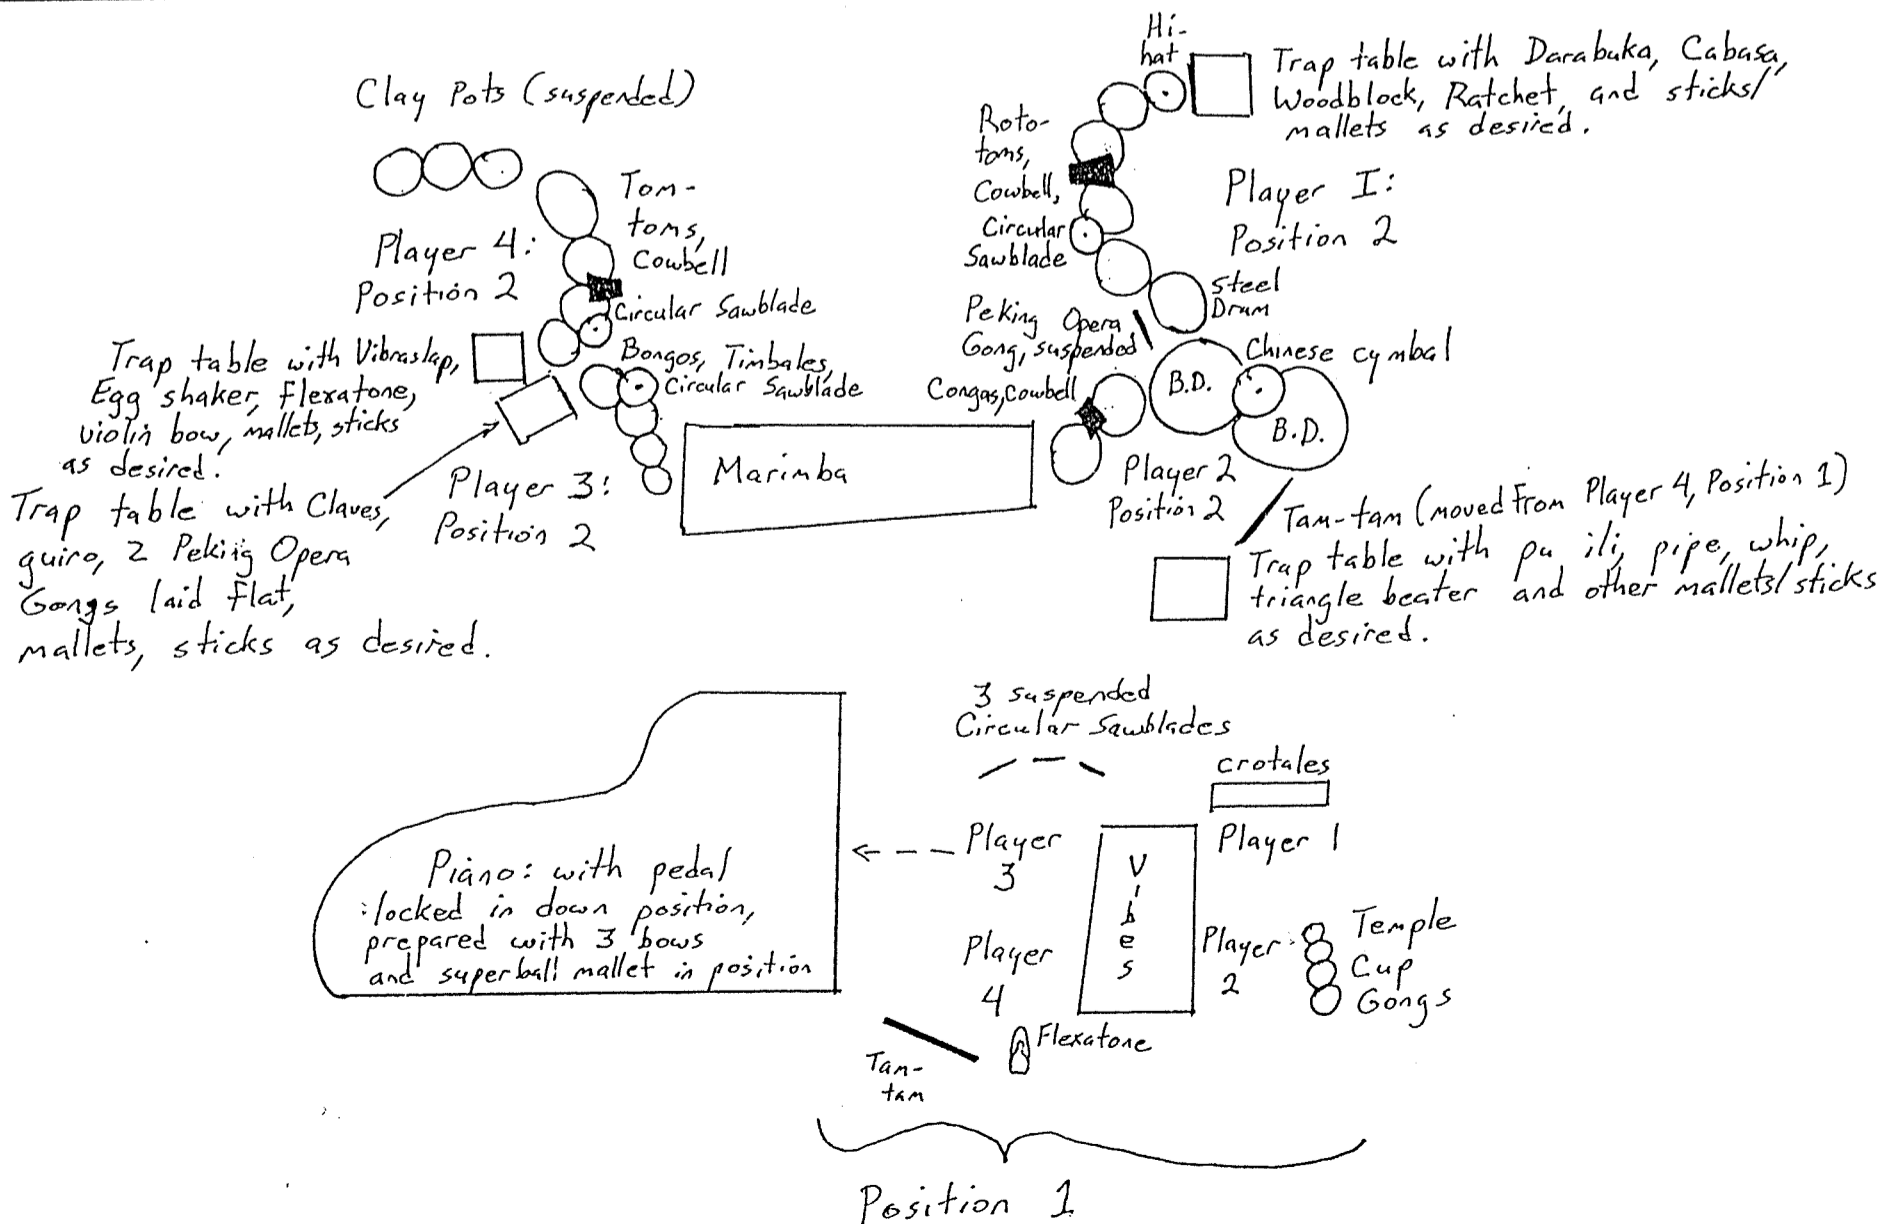 Clay Pots (suspended)
Tom-
toms,
Cowbell
Player 4:
Position 2
Circular Sawblade
Trap table with Vibraslap,
Egg shaker, Flexatone,
violin bow, mallets, sticks
as desired.
Bongos, Timbales,
Circular Sawblade
Trap table with Claves,
guiro, 2 Peking Opera
Gongs laid flat,
mallets, sticks as desired.
Player 3:
Position 2
Marimba
Hi-
hat
Trap table with Darabuka, Cabasa,
Woodblock, Ratchet, and sticks/
mallets as desired.
Roto-
toms,
Cowbell,
Circular
Sawblade
Player I:
Position 2
Steel
Drum
Peking Opera
Gong, suspended
Chinese cymbal
B.D.
B.D.
Congas, Cowbell
Player 2
Position 2
Tam-tam (moved from Player 4, Position 1)
Trap table with pu ili, pipe, whip,
triangle beater and other mallets/sticks
as desired.
3 suspended
Circular Sawblades
crotales
Player 1
Player
3
Vibes
Piano: with pedal
locked in down position,
prepared with 3 bows
and superball mallet in position
Player
4
Player
2
Temple
Cup
Gongs
Flexatone
Tam-
tam
Position 1